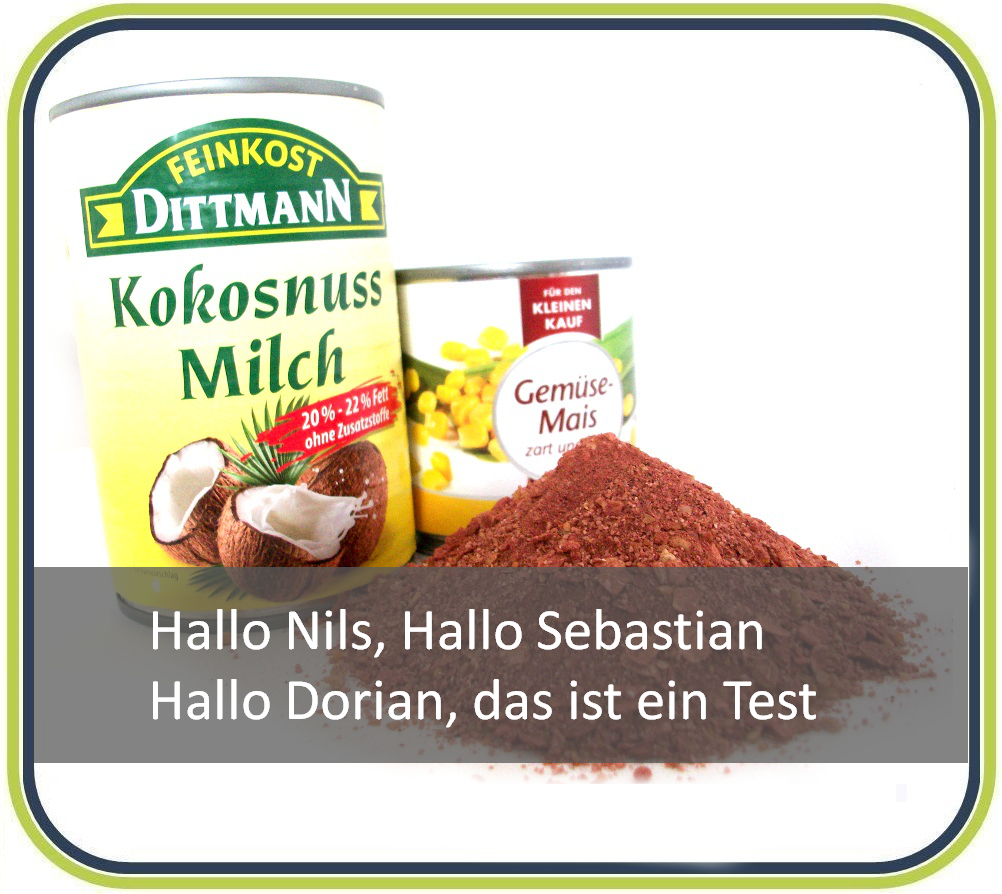 FEINKOST
DITTMANN
Kokosnuss
Milch
20 % - 22 % Fett
ohne Zusatzstoffe
FÜR DEN
KLEINEN
KAUF
Gemüse-
Mais
zart
Hallo Nils, Hallo Sebastian
Hallo Dorian, das ist ein Test